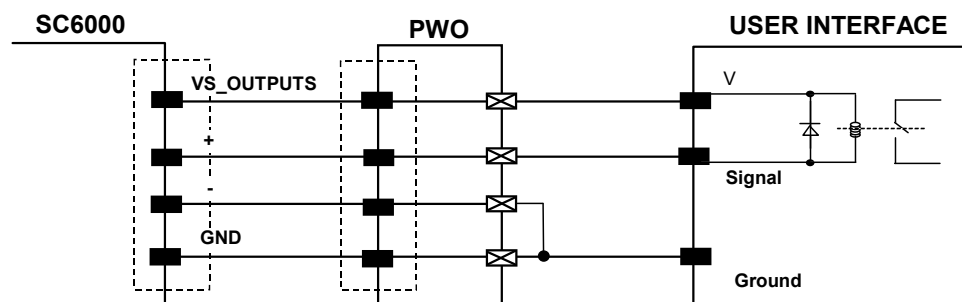 SC6000
PWO
USER INTERFACE
VS_OUTPUTS
V
+
-
Signal
GND
Ground